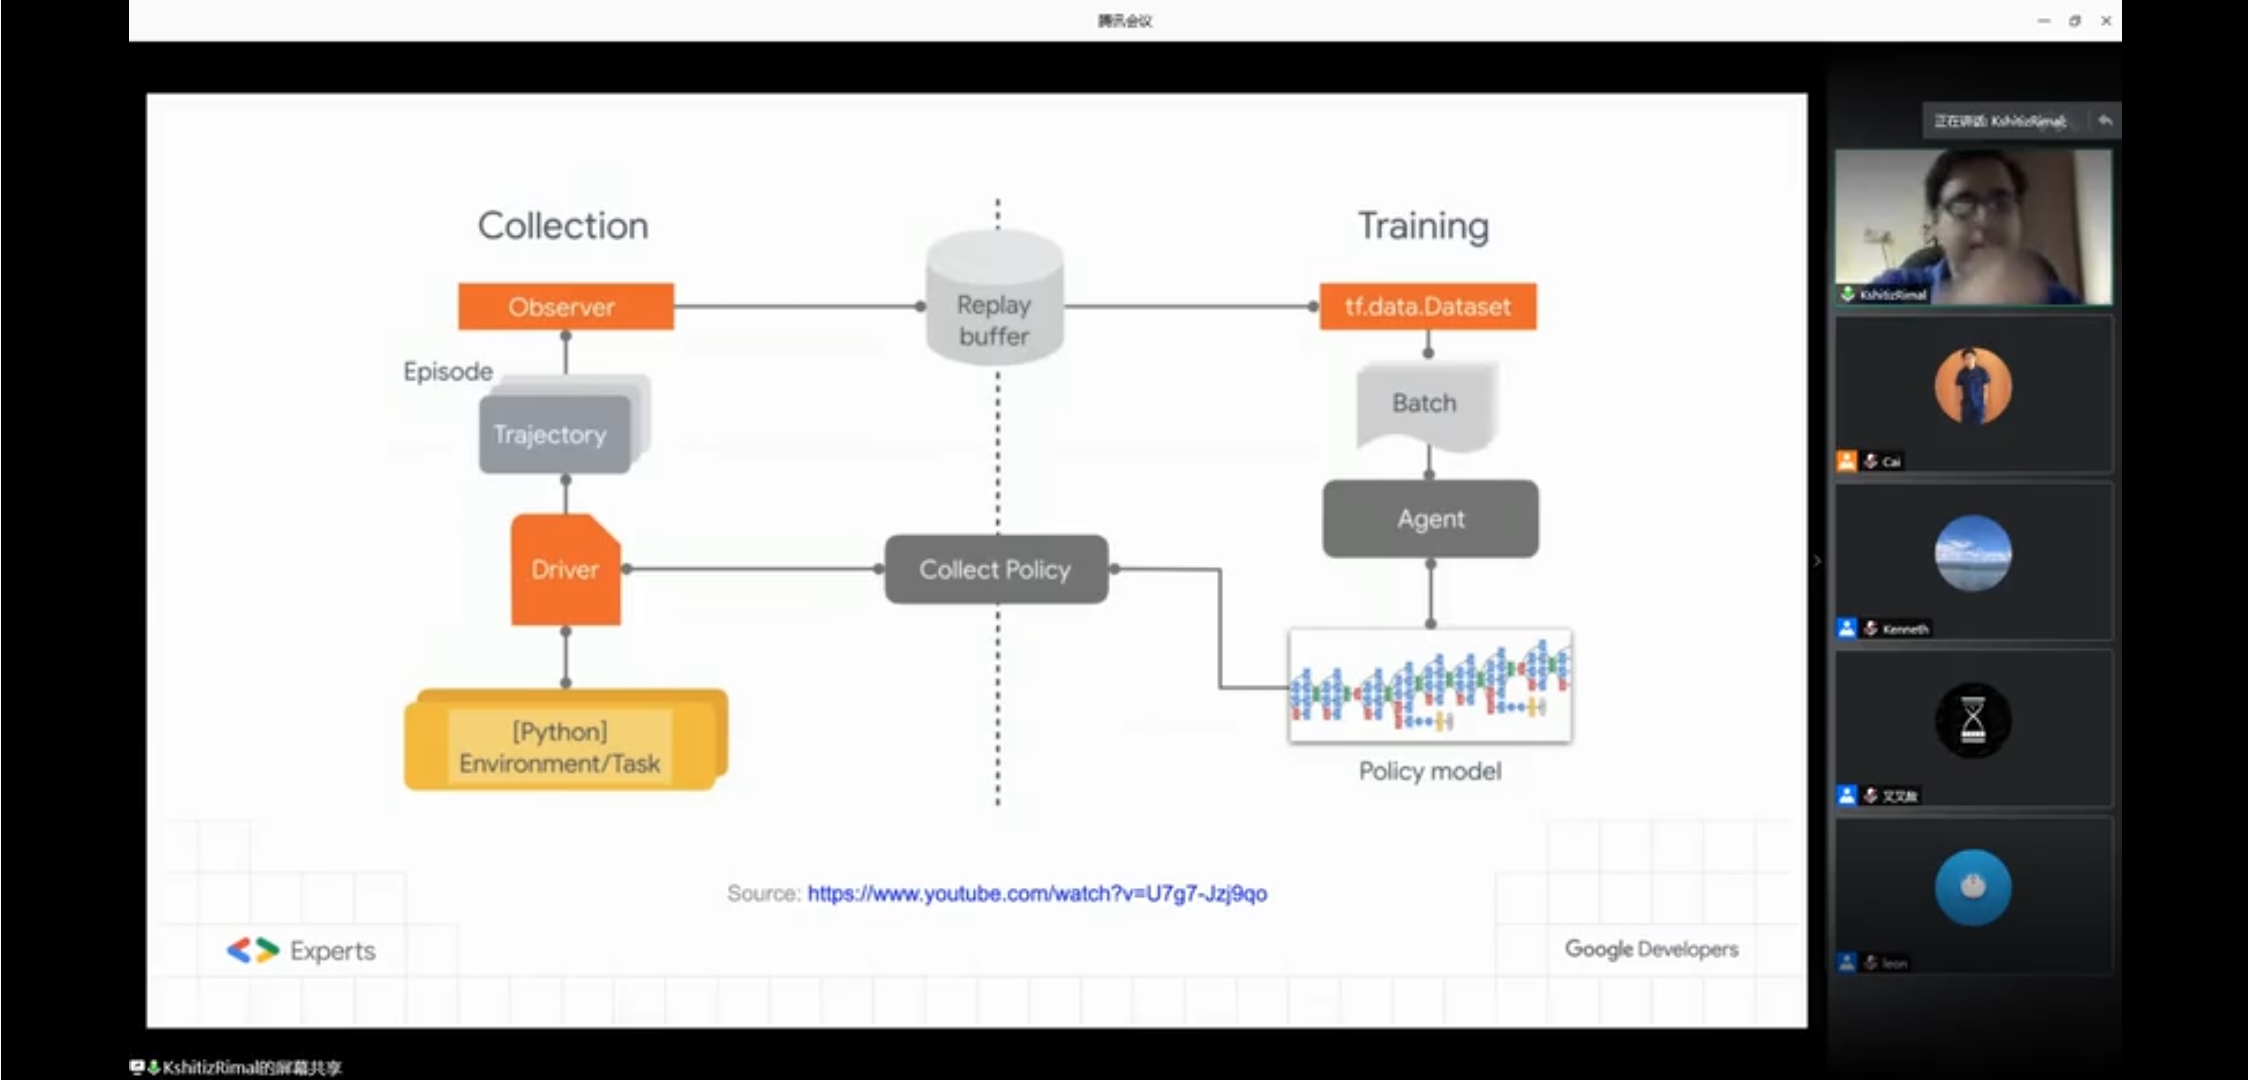 腾讯会议
正在讲话: KshitizRimal;
Collection
Training
Observer
Replay
buffer
tf.data.Dataset
Episode
Trajectory
Batch
Agent
Driver
Collect Policy
[Python]
Environment/Task
Policy model
Source: https://www.youtube.com/watch?v=U7g7-Jzj9qo
Experts
Google Developers
KshitizRimal
Cai
Kenneth
leon
KshitizRimal的屏幕共享